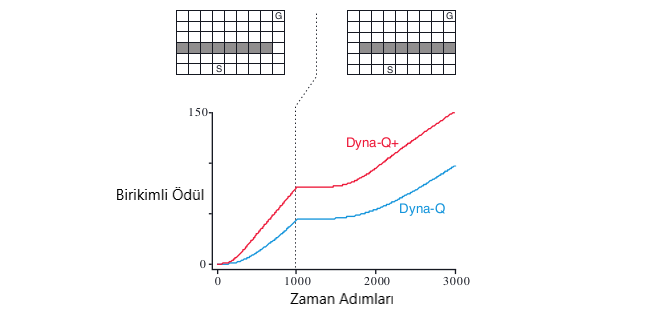 G
S
G
S
150
Dyna-Q+
Birikimli Ödül
Dyna-Q
0
0 1000 2000 3000
Zaman Adımları